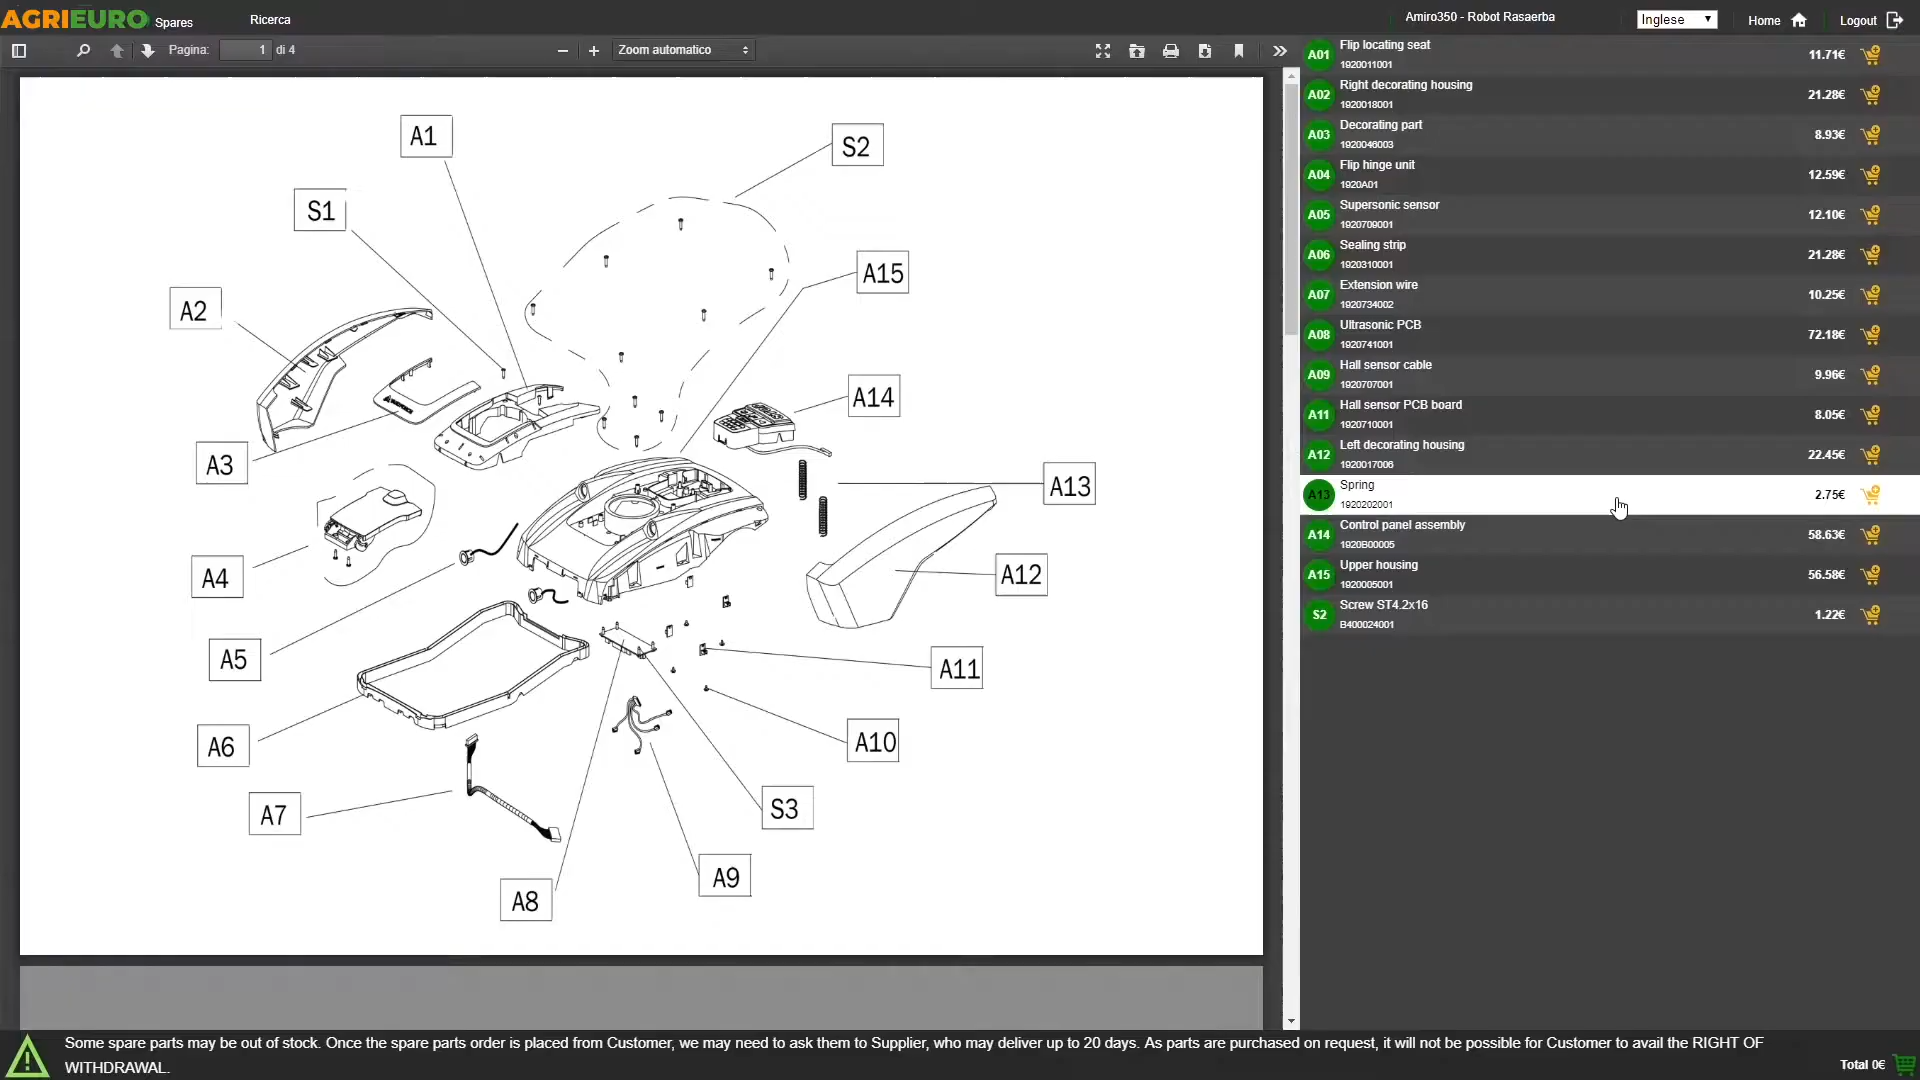 AGRIEURO Spares
Ricerca
Amiro350 - Robot Rasaerba
Inglese
Home
Logout
Pagina: 1 di 4
Zoom automatico
A1
S2
S1
A15
A2
A14
A3
A13
A4
A12
A5
A11
A6
A10
A7
S3
A9
A8
A01 Flip locating seat 11.71€
1920011001
A02 Right decorating housing 21.28€
1920018001
A03 Decorating part 8.93€
1920046003
A04 Flip hinge unit 12.59€
1920A01
A05 Supersonic sensor 12.10€
1920709001
A06 Sealing strip 21.28€
1920310001
A07 Extension wire 10.25€
1920734002
A08 Ultrasonic PCB 72.18€
1920741001
A09 Hall sensor cable 9.96€
1920707001
A11 Hall sensor PCB board 8.05€
1920710001
A12 Left decorating housing 22.45€
1920017006
A13 Spring 2.75€
1920202001
A14 Control panel assembly 58.63€
1920B00005
A15 Upper housing 56.58€
1920005001
S2 Screw ST4.2x16 1.22€
B400024001
Some spare parts may be out of stock. Once the spare parts order is placed from Customer, we may need to ask them to Supplier, who may deliver up to 20 days. As parts are purchased on request, it will not be possible for Customer to avail the RIGHT OF
WITHDRAWAL.
Total 0€